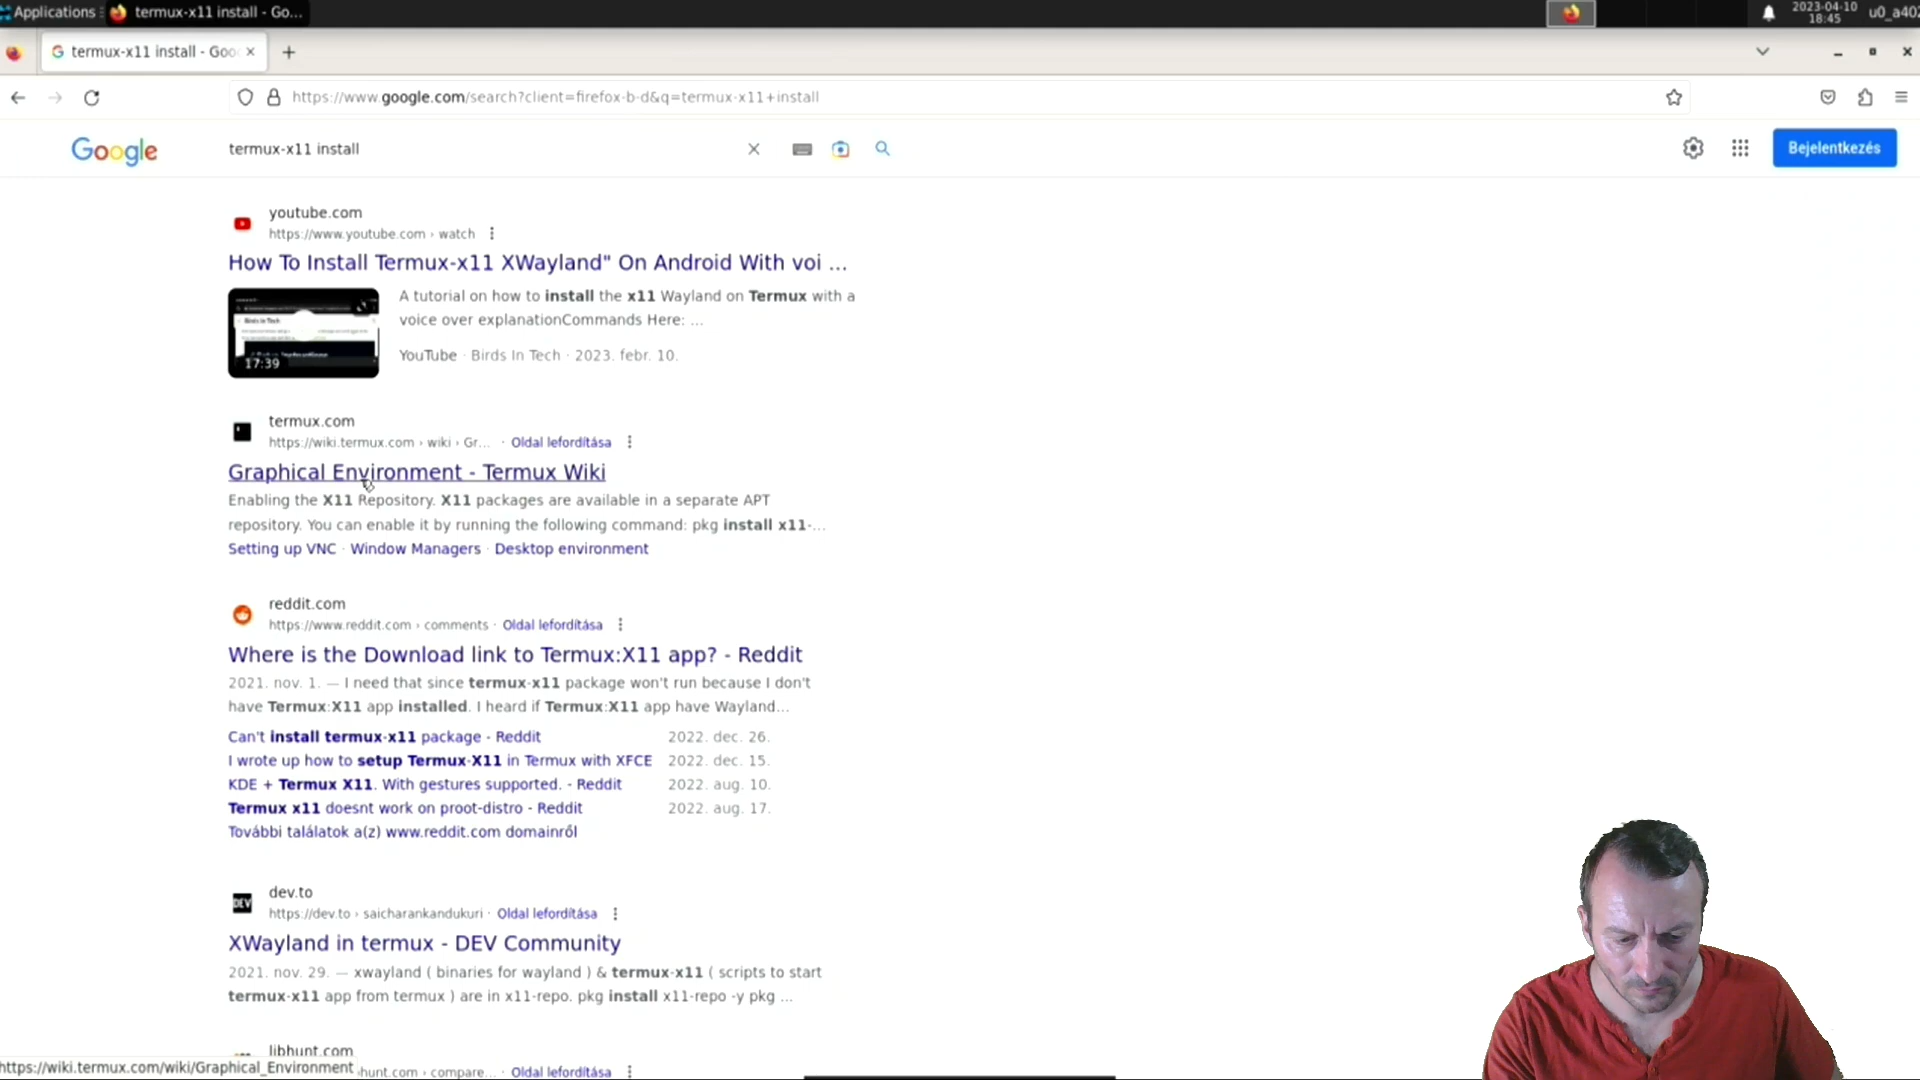 Applications
termux-x11 install - Go...
2023-04-10
18:45
u0_a402
termux-x11 install - Goo
https://www.google.com/search?client=firefox-b-d&q=termux-x11+install
Google
termux-x11 install
Bejelentkezés
youtube.com
https://www.youtube.com › watch
How To Install Termux-x11 XWayland" On Android With voi ...
A tutorial on how to install the x11 Wayland on Termux with a
voice over explanationCommands Here: ...
YouTube · Birds In Tech · 2023. febr. 10.
Birds in Tech
17:39
termux.com
https://wiki.termux.com › wiki › Gr... · Oldal lefordítása
Graphical Environment - Termux Wiki
Enabling the X11 Repository. X11 packages are available in a separate APT
repository. You can enable it by running the following command: pkg install x11-...
Setting up VNC · Window Managers · Desktop environment
reddit.com
https://www.reddit.com › comments · Oldal lefordítása
Where is the Download link to Termux:X11 app? - Reddit
2021. nov. 1. — I need that since termux-x11 package won't run because I don't
have Termux:X11 app installed. I heard if Termux:X11 app have Wayland...
Can't install termux-x11 package - Reddit 2022. dec. 26.
I wrote up how to setup Termux-X11 in Termux with XFCE 2022. dec. 15.
KDE + Termux X11. With gestures supported. - Reddit 2022. aug. 10.
Termux x11 doesnt work on proot-distro - Reddit 2022. aug. 17.
További találatok a(z) www.reddit.com domainről
DEV
dev.to
https://dev.to › saicharankandukuri · Oldal lefordítása
XWayland in termux - DEV Community
2021. nov. 29. — xwayland ( binaries for wayland ) & termux-x11 ( scripts to start
termux-x11 app from termux ) are in x11-repo. pkg install x11-repo -y pkg ...
libhunt.com
https://wiki.termux.com/wiki/Graphical_Environment
hunt.com › compare... · Oldal lefordítása